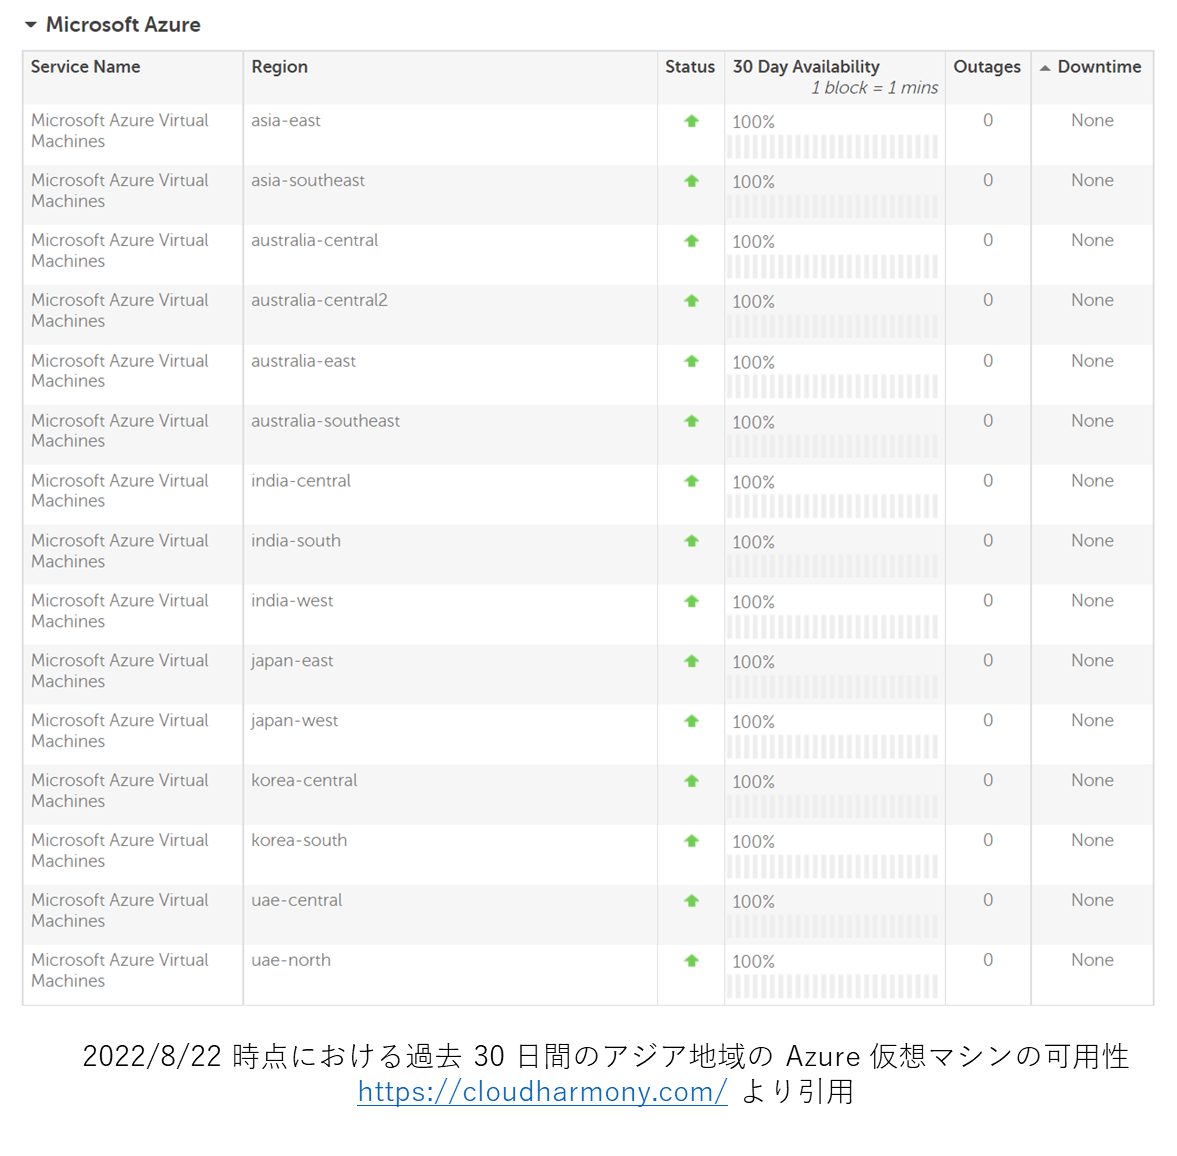 Microsoft Azure
Service Name Region Status 30 Day Availability Outages Downtime
1 block = 1 mins
Microsoft Azure Virtual asia-east 100% 0 None
Machines
Microsoft Azure Virtual asia-southeast 100% 0 None
Machines
Microsoft Azure Virtual australia-central 100% 0 None
Machines
Microsoft Azure Virtual australia-central2 100% 0 None
Machines
Microsoft Azure Virtual australia-east 100% 0 None
Machines
Microsoft Azure Virtual australia-southeast 100% 0 None
Machines
Microsoft Azure Virtual india-central 100% 0 None
Machines
Microsoft Azure Virtual india-south 100% 0 None
Machines
Microsoft Azure Virtual india-west 100% 0 None
Machines
Microsoft Azure Virtual japan-east 100% 0 None
Machines
Microsoft Azure Virtual japan-west 100% 0 None
Machines
Microsoft Azure Virtual korea-central 100% 0 None
Machines
Microsoft Azure Virtual korea-south 100% 0 None
Machines
Microsoft Azure Virtual uae-central 100% 0 None
Machines
Microsoft Azure Virtual uae-north 100% 0 None
Machines
2022/8/22 時点における過去 30 日間のアジア地域の Azure 仮想マシンの可用性
https://cloudharmony.com/ より引用